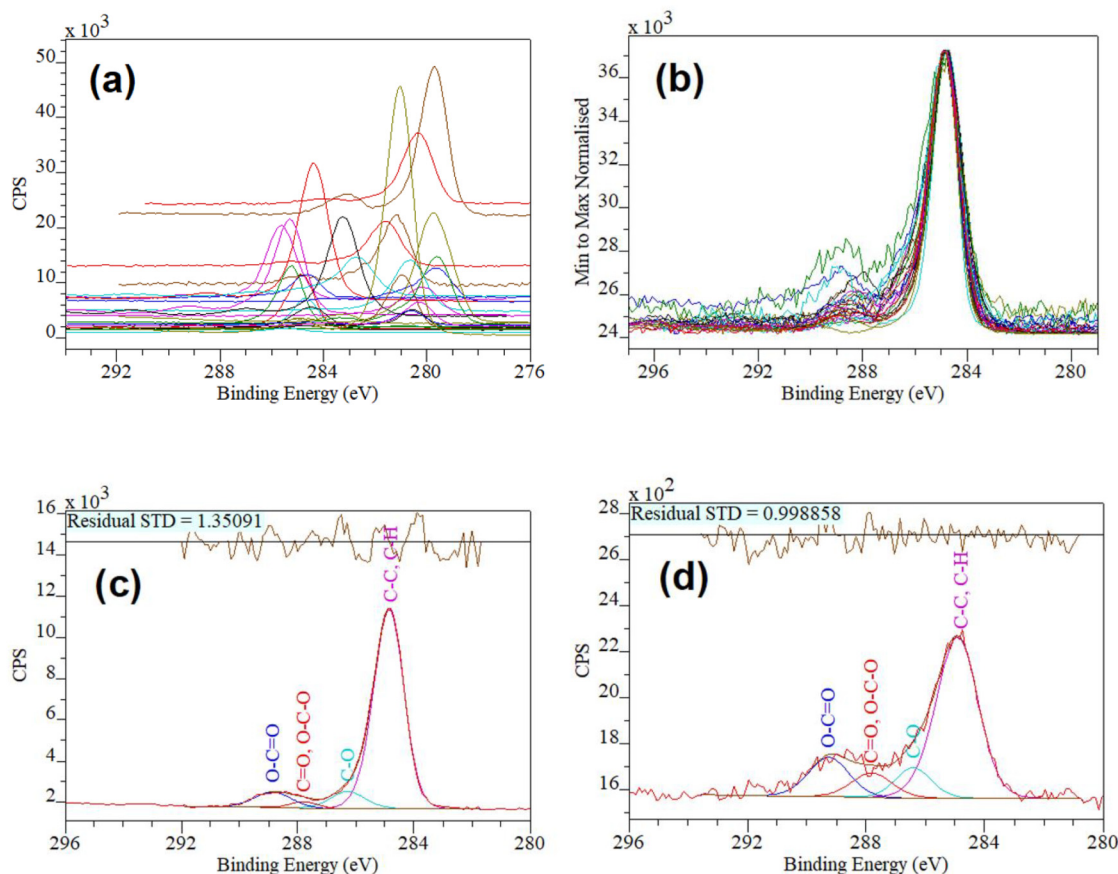 x 10³
(a)
50
40
30
20
10
0
CPS
292
288
284
280
276
Binding Energy (eV)
x 10³
(b)
36
34
32
30
28
26
24
Min to Max Normalised
296
292
288
284
280
Binding Energy (eV)
x 10³
16
14
12
10
8
6
4
2
CPS
Residual STD = 1.35091
(c)
C-C, C-H
O-C=O
C=O, O-C-O
C-O
296
292
288
284
280
Binding Energy (eV)
x 10²
28
26
24
22
20
18
16
CPS
Residual STD = 0.998858
(d)
C-C, C-H
O-C=O
C=O, O-C-O
C-O
296
292
288
284
280
Binding Energy (eV)